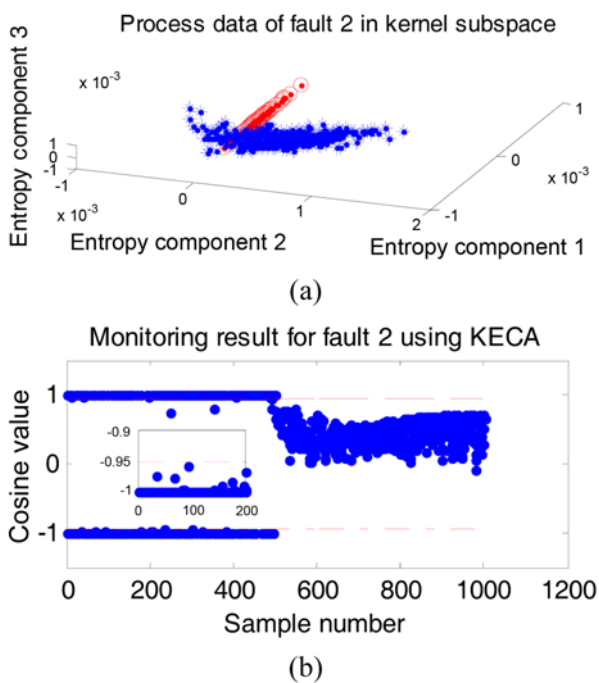 Process data of fault 2 in kernel subspace
Entropy component 3
x 10⁻³
1
0
-1
-1
0
1
2
x 10⁻³
Entropy component 2
-1
0
1
x 10⁻³
Entropy component 1
(a)
Monitoring result for fault 2 using KECA
Cosine value
1
0
-1
-0.9
-0.95
-1
0 100 200
0 200 400 600 800 1000 1200
Sample number
(b)